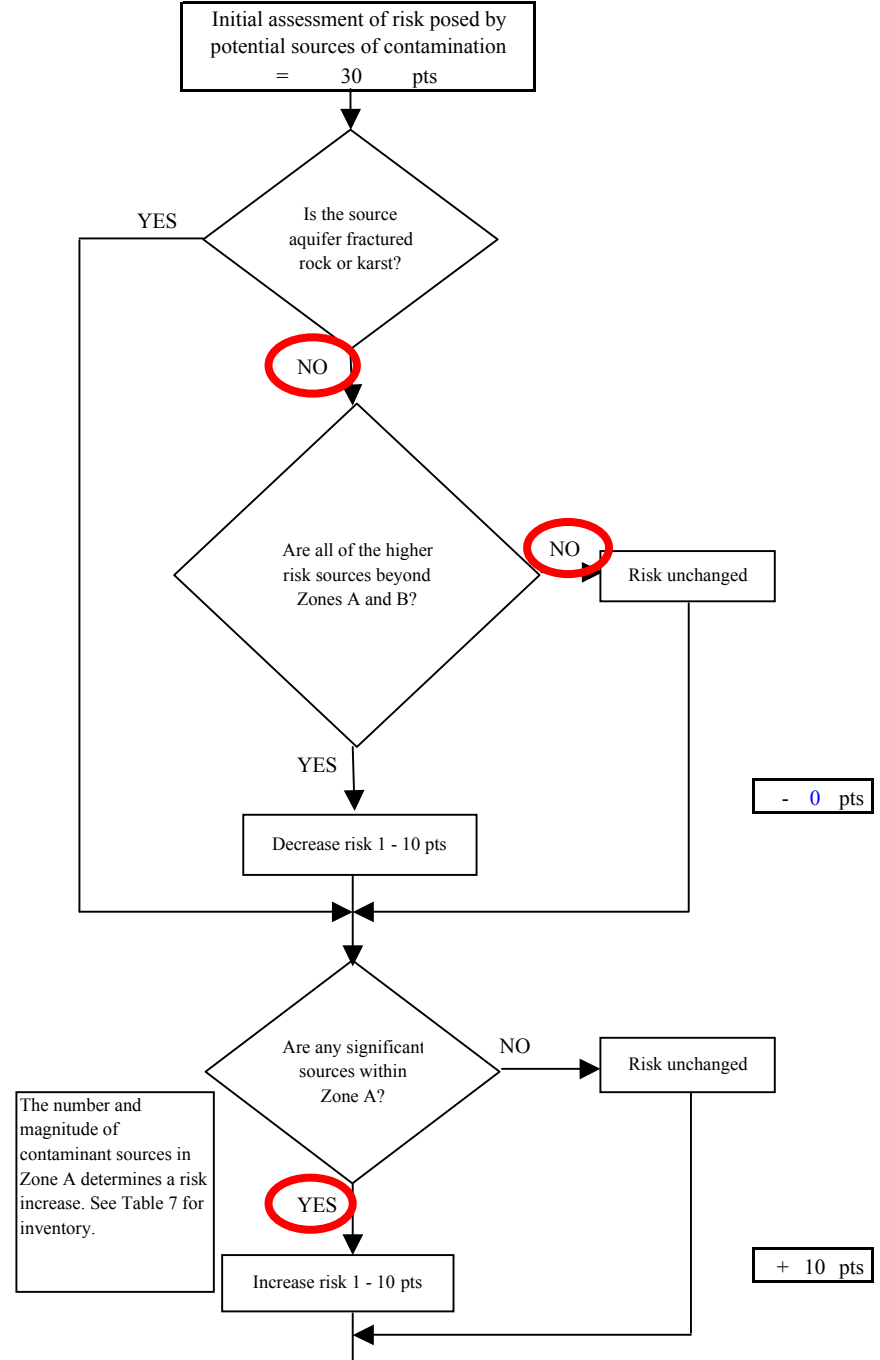 Initial assessment of risk posed by
potential sources of contamination
= 30 pts
YES
Is the source
aquifer fractured
rock or karst?
NO
Are all of the higher
risk sources beyond
Zones A and B?
NO
Risk unchanged
YES
- 0 pts
Decrease risk 1 - 10 pts
Are any significant
sources within
Zone A?
NO
Risk unchanged
The number and
magnitude of
contaminant sources in
Zone A determines a risk
increase. See Table 7 for
inventory.
YES
+ 10 pts
Increase risk 1 - 10 pts